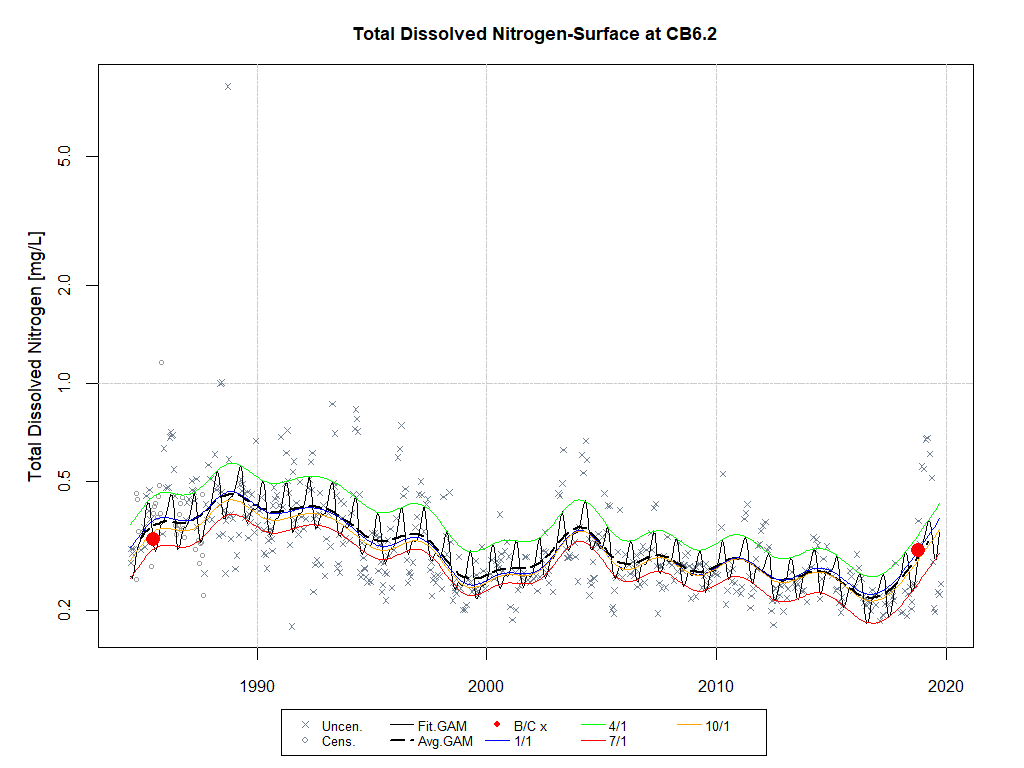 Total Dissolved Nitrogen-Surface at CB6.2
Total Dissolved Nitrogen [mg/L]
5.0
2.0
1.0
0.5
0.2
1990 2000 2010 2020
Uncen. Fit.GAM B/C x 4/1 10/1
Cens. Avg.GAM 1/1 7/1